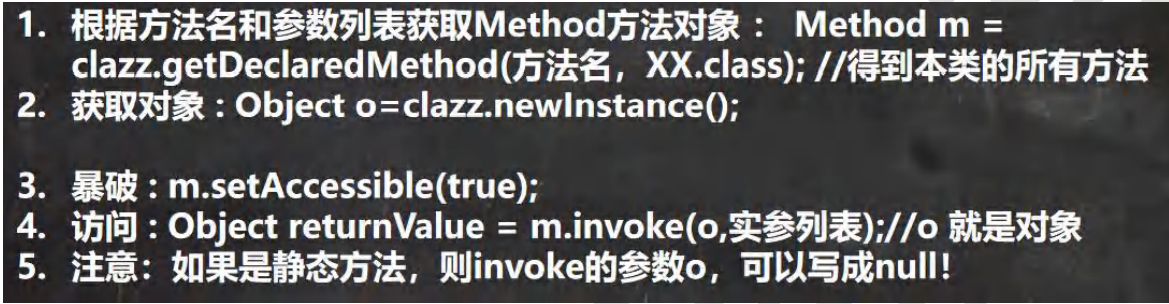 1. 根据方法名和参数列表获取Method方法对象： Method m =
clazz.getDeclaredMethod(方法名，XX.class); //得到本类的所有方法
2. 获取对象 : Object o=clazz.newInstance();
3. 暴破 : m.setAccessible(true);
4. 访问 : Object returnValue = m.invoke(o,实参列表);//o 就是对象
5. 注意：如果是静态方法，则invoke的参数o，可以写成null！